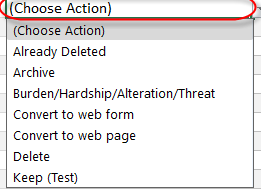 (Choose Action)
(Choose Action)
Already Deleted
Archive
Burden/Hardship/Alteration/Threat
Convert to web form
Convert to web page
Delete
Keep (Test)